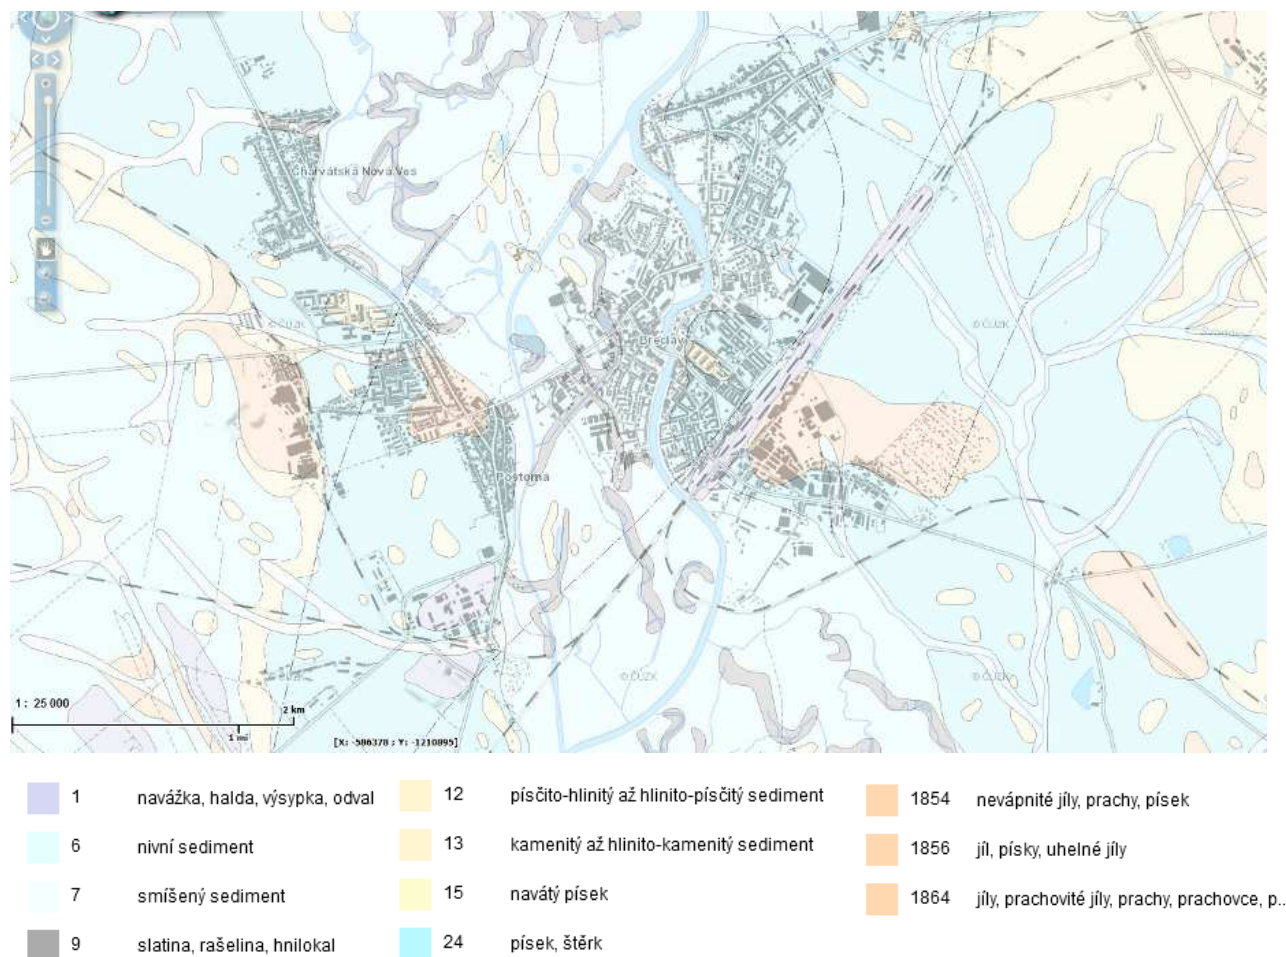 Charvátská Nová Ves
© ČÚZK
© ČÚZK
Břeclav
Poštorná
© ČÚZK
© ČÚZK
© ČÚZK
1 : 25 000
2 km
1 mi
[X: -586378 ; Y: -1210895]
1 navážka, halda, výsypka, odval
12 písčito-hlinitý až hlinito-písčitý sediment
1854 nevápnité jíly, prachy, písek
6 nivní sediment
13 kamenitý až hlinito-kamenitý sediment
1856 jíl, písky, uhelné jíly
7 smíšený sediment
15 navátý písek
1864 jíly, prachovité jíly, prachy, prachovce, p..
9 slatina, rašelina, hnilokal
24 písek, štěrk